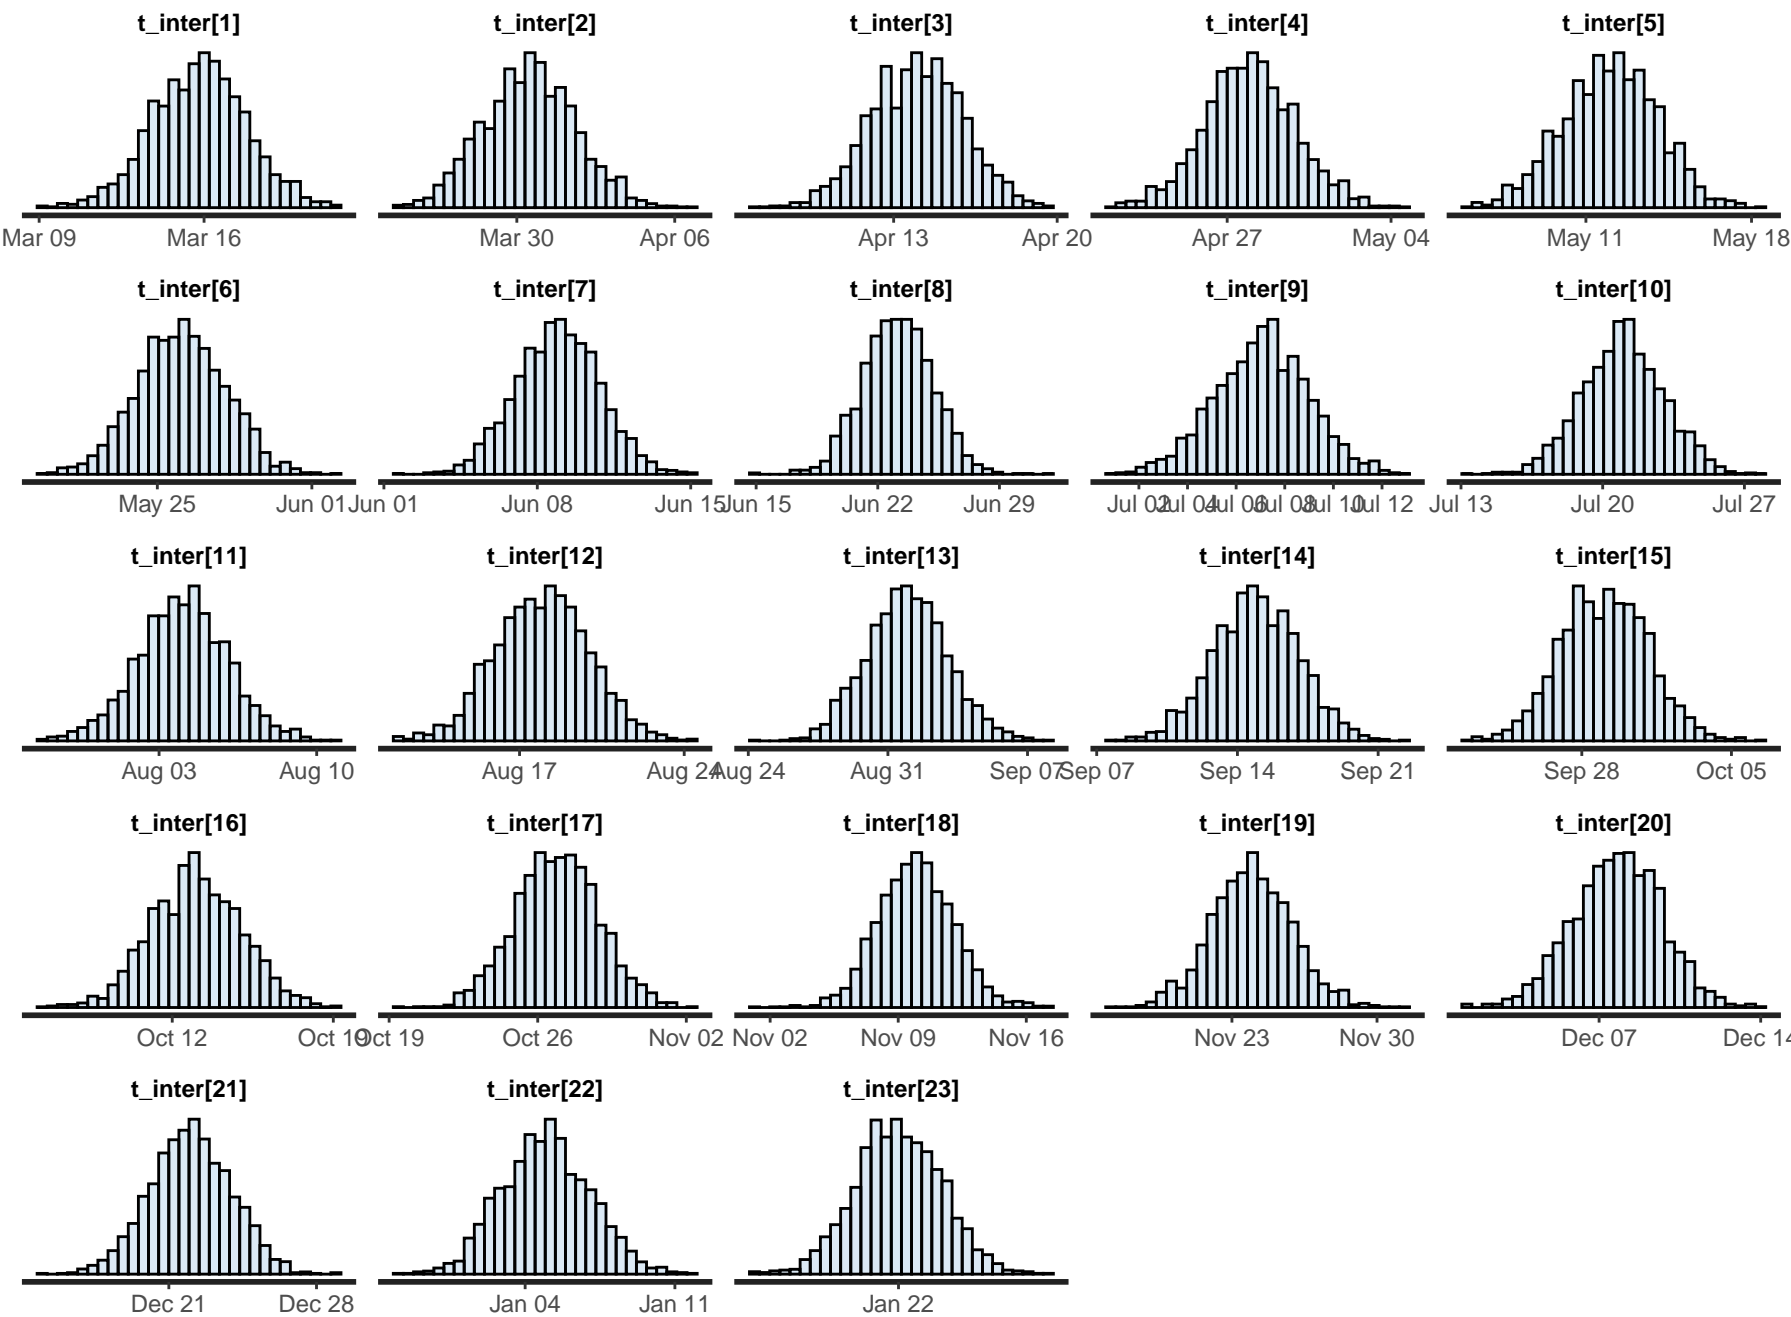 t_inter[1] t_inter[2] t_inter[3] t_inter[4] t_inter[5]
Mar 09 Mar 16 Mar 30 Apr 06 Apr 13 Apr 20 Apr 27 May 04 May 11 May 18
t_inter[6] t_inter[7] t_inter[8] t_inter[9] t_inter[10]
May 25 Jun 01 Jun 01 Jun 08 Jun 15 Jun 15 Jun 22 Jun 29 Jul 02 Jul 04 Jul 06 Jul 08 Jul 10 Jul 12 Jul 13 Jul 20 Jul 27
t_inter[11] t_inter[12] t_inter[13] t_inter[14] t_inter[15]
Aug 03 Aug 10 Aug 17 Aug 24 Aug 24 Aug 31 Sep 07 Sep 07 Sep 14 Sep 21 Sep 28 Oct 05
t_inter[16] t_inter[17] t_inter[18] t_inter[19] t_inter[20]
Oct 12 Oct 19 Oct 19 Oct 26 Nov 02 Nov 02 Nov 09 Nov 16 Nov 23 Nov 30 Dec 07 Dec 14
t_inter[21] t_inter[22] t_inter[23]
Dec 21 Dec 28 Jan 04 Jan 11 Jan 22